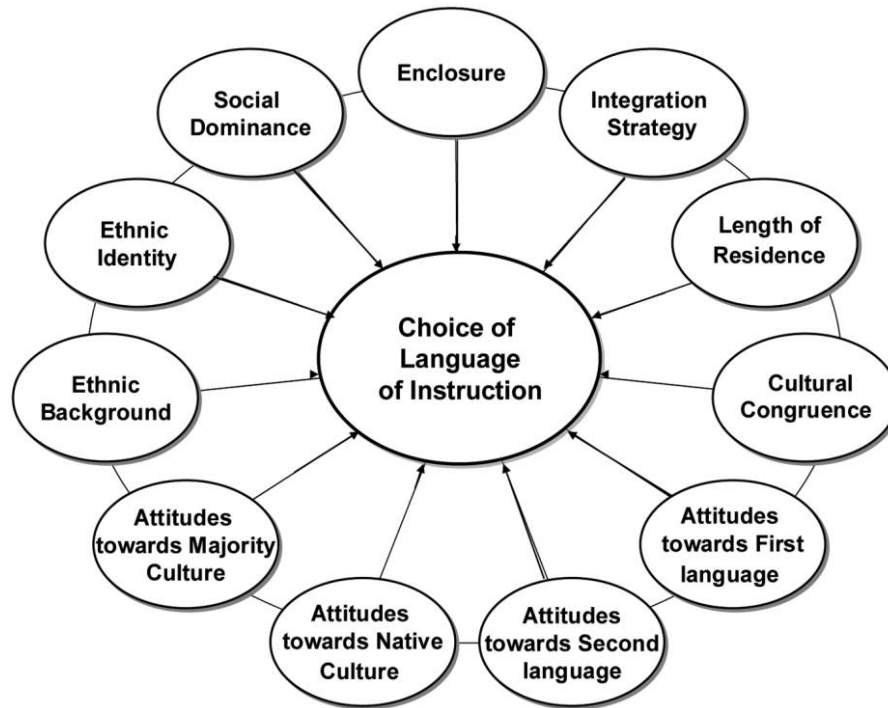 Enclosure
Social
Dominance
Integration
Strategy
Ethnic
Identity
Length of
Residence
Choice of
Language
of Instruction
Ethnic
Background
Cultural
Congruence
Attitudes
towards Majority
Culture
Attitudes
towards First
language
Attitudes
towards Native
Culture
Attitudes
towards Second
language